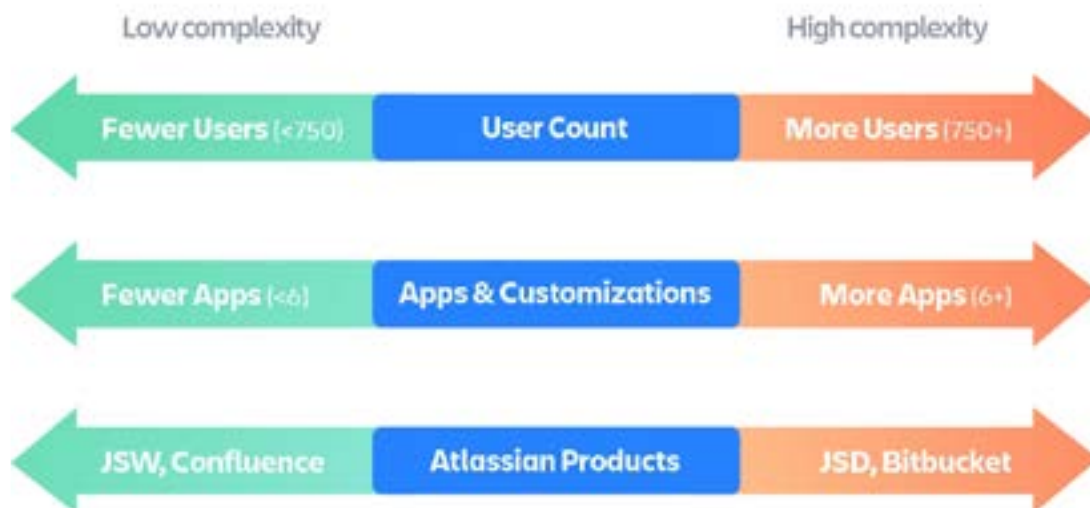 Low complexity High complexity
Fewer Users (<750) User Count More Users (750+)
Fewer Apps (<6) Apps & Customizations More Apps (6+)
JSW, Confluence Atlassian Products JSD, Bitbucket